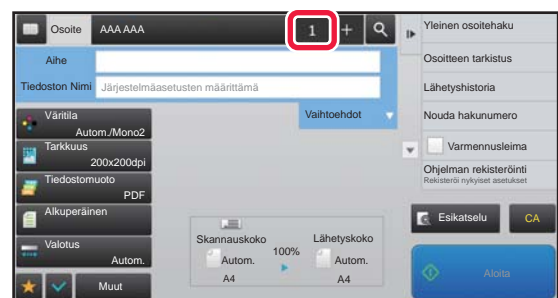 Osoite AAA AAA 1 +
Aihe
Tiedoston Nimi Järjestelmäasetusten määrittämä
Vaihtoehdot
Väritila
Autom./Mono2
Tarkkuus
200x200dpi
Tiedostomuoto
PDF
Alkuperäinen
Valotus
Autom.
Muut
Skannauskoko
Autom.
A4
100%
Lähetyskoko
Autom.
A4
Yleinen osoitehaku
Osoitteen tarkistus
Lähetyshistoria
Nouda hakunumero
Varmennusleima
Ohjelman rekisteröinti
Rekisteröi nykyiset asetukset
Esikatselu
CA
Aloita